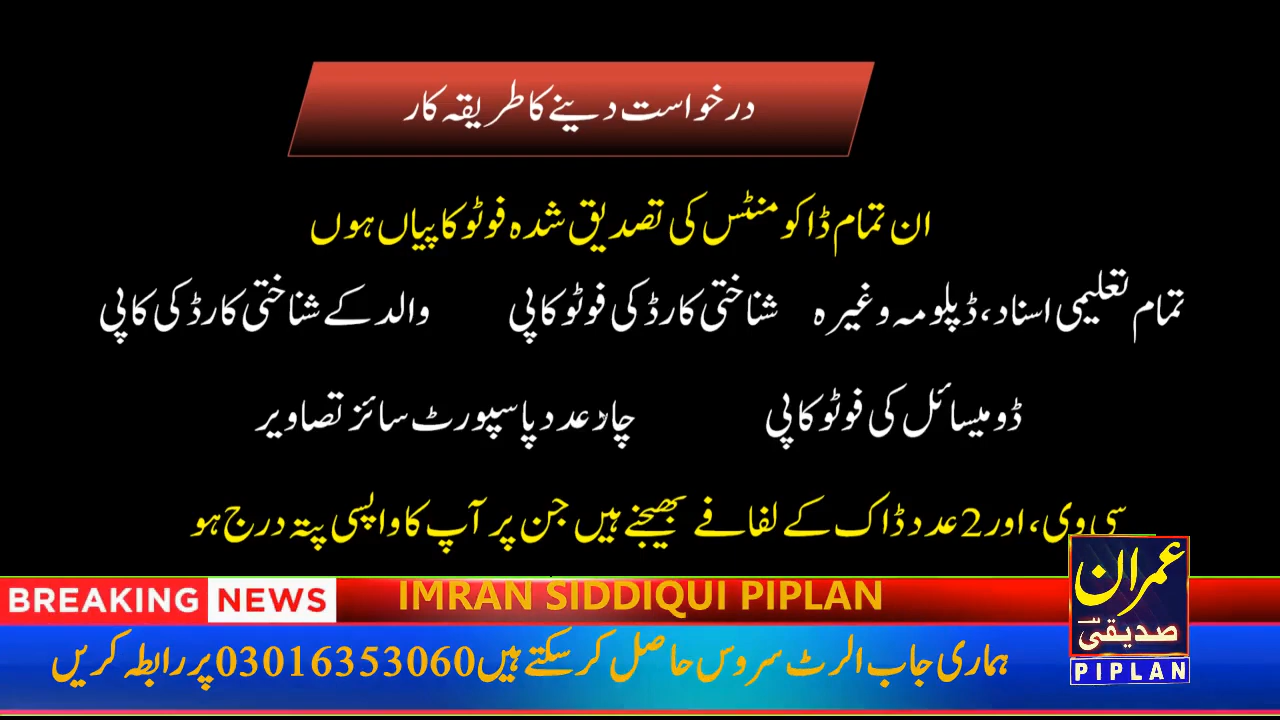 درخواست دینے کا طریقہ کار
ان تمام ڈاکومنٹس کی تصدیق شدہ فوٹو کاپیاں ہوں
تمام تعلیمی اسناد، ڈپلومہ وغیرہ شناختی کارڈ کی فوٹو کاپی والد کے شناختی کارڈ کی کاپی
ڈومیسائل کی فوٹو کاپی چار عدد پاسپورٹ سائز تصاویر
سی وی، اور 2 عدد ڈاک کے لفافے بھیجنے ہیں جن پر آپ کا واپسی پتہ درج ہو
BREAKING NEWS IMRAN SIDDIQUI PIPLAN
ہماری جاب الرٹ سروس حاصل کر سکتے ہیں 03016353060 پر رابطہ کریں
عمران
صدیقی
PIPLAN